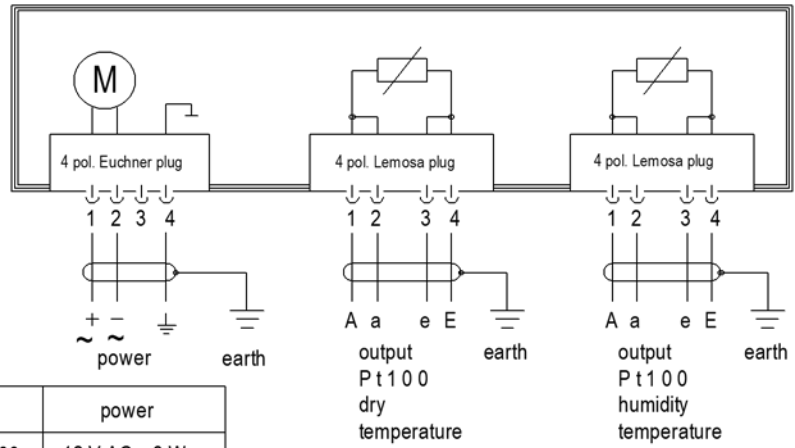 M
4 pol. Euchner plug
4 pol. Lemosa plug
4 pol. Lemosa plug
1 2 3 4
1 2 3 4
1 2 3 4
+ −
~ ~
power
earth
A a e E
output
Pt100
dry
temperature
earth
A a e E
output
Pt100
humidity
temperature
earth
power